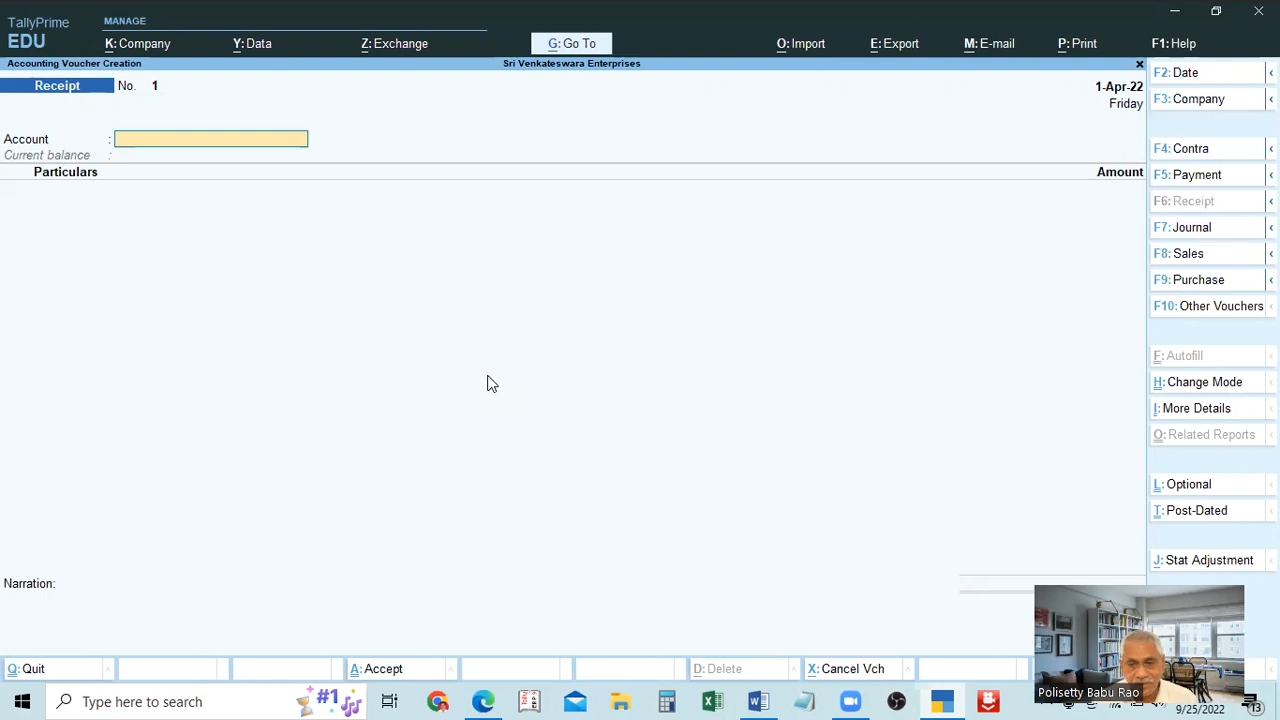 TallyPrime
EDU
MANAGE
K: Company
Y: Data
Z: Exchange
G: Go To
O: Import
E: Export
M: E-mail
P: Print
F1: Help
Accounting Voucher Creation
Sri Venkateswara Enterprises
Receipt No. 1
1-Apr-22
Friday
Account :
Current balance :
Particulars
Amount
F2: Date
F3: Company
F4: Contra
F5: Payment
F6: Receipt
F7: Journal
F8: Sales
F9: Purchase
F10: Other Vouchers
F: Autofill
H: Change Mode
I: More Details
O: Related Reports
L: Optional
T: Post-Dated
J: Stat Adjustment
Narration:
Q: Quit
A: Accept
D: Delete
X: Cancel Vch
Polisetty Babu Rao
Type here to search
#1
9/25/2022
13